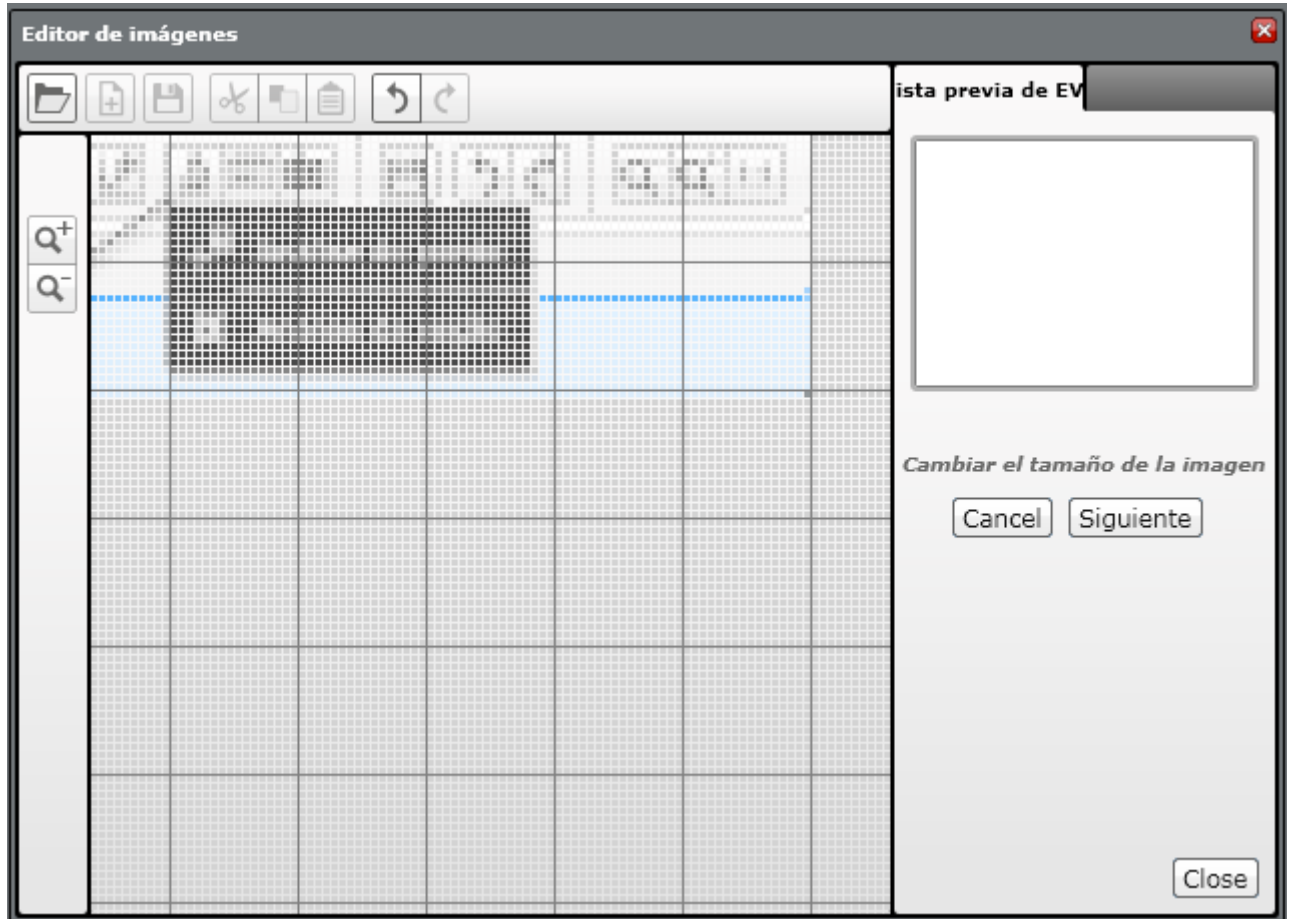 Editor de imágenes
ista previa de EV
Cambiar el tamaño de la imagen
Cancel Siguiente
Close